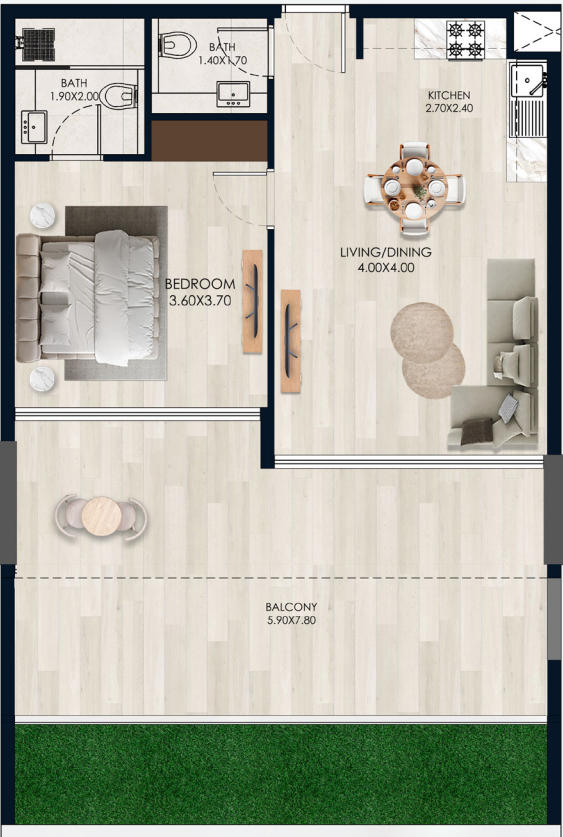 BATH
1.40X1.70
BATH
1.90X2.00
KITCHEN
2.70X2.40
LIVING/DINING
4.00X4.00
BEDROOM
3.60X3.70
BALCONY
5.90X7.80